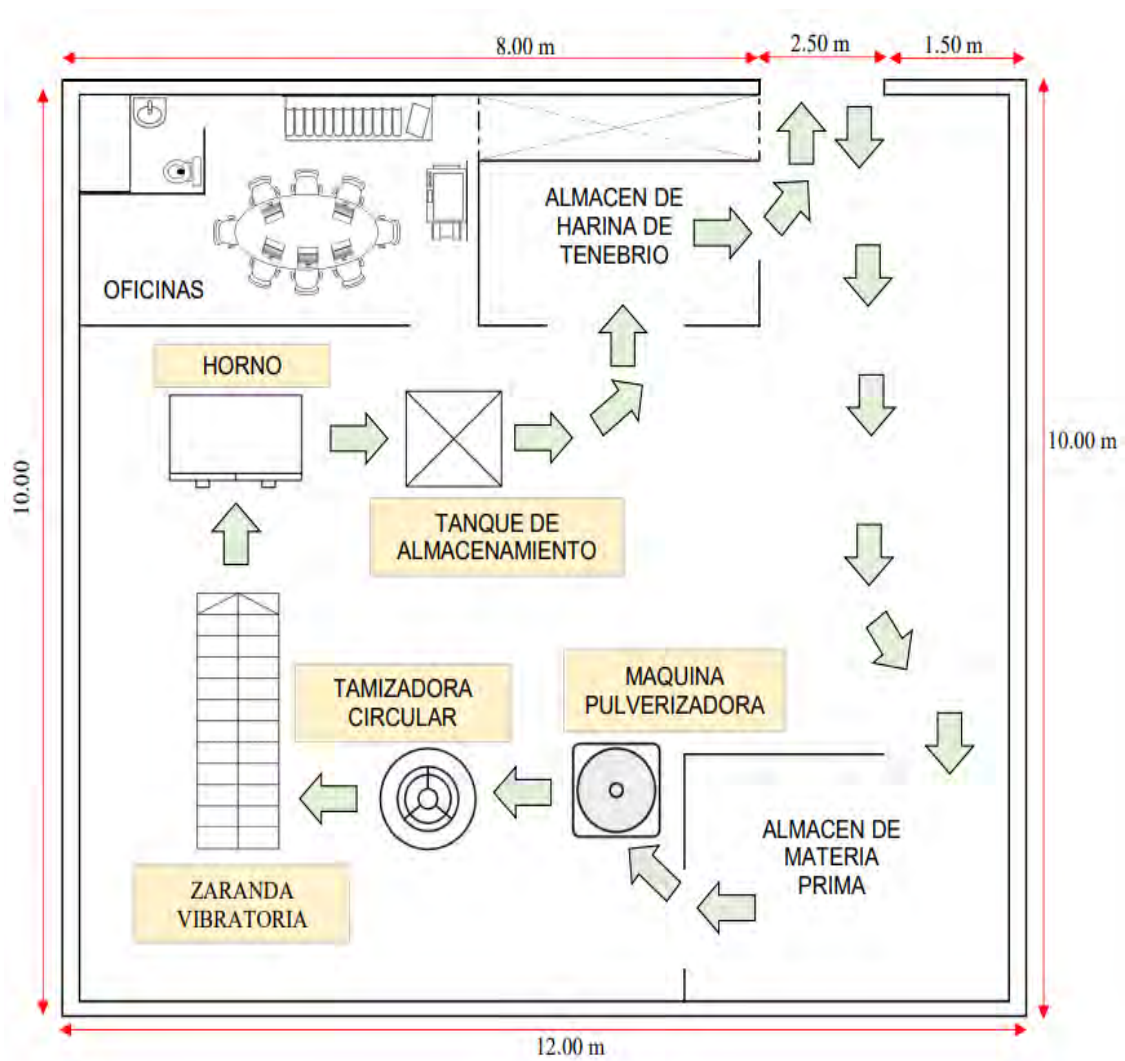 8.00 m
2.50 m
1.50 m
ALMACEN DE
HARINA DE
TENEBRIO
OFICINAS
HORNO
10.00
10.00 m
TANQUE DE
ALMACENAMIENTO
TAMIZADORA
CIRCULAR
MAQUINA
PULVERIZADORA
ALMACEN DE
MATERIA
PRIMA
ZARANDA
VIBRATORIA
12.00 m